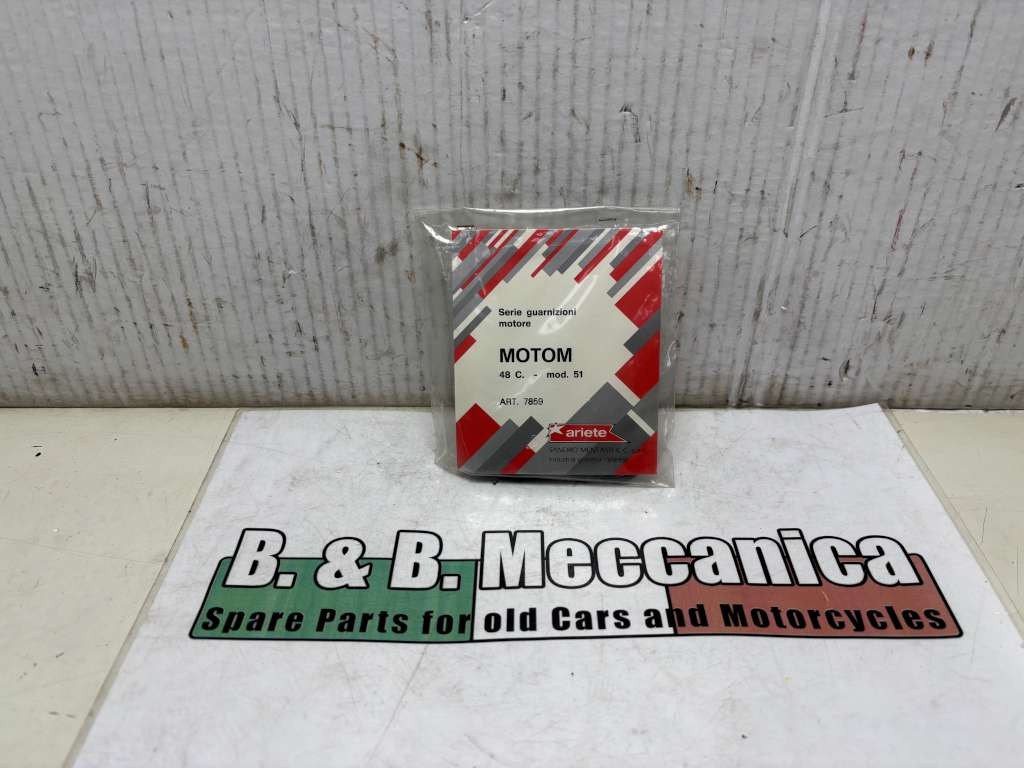 Serie guarnizioni
motore
MOTOM
48 C. - mod. 51
ART. 7859
ariete
B. & B. Meccanica
Spare Parts for old Cars and Motorcycles